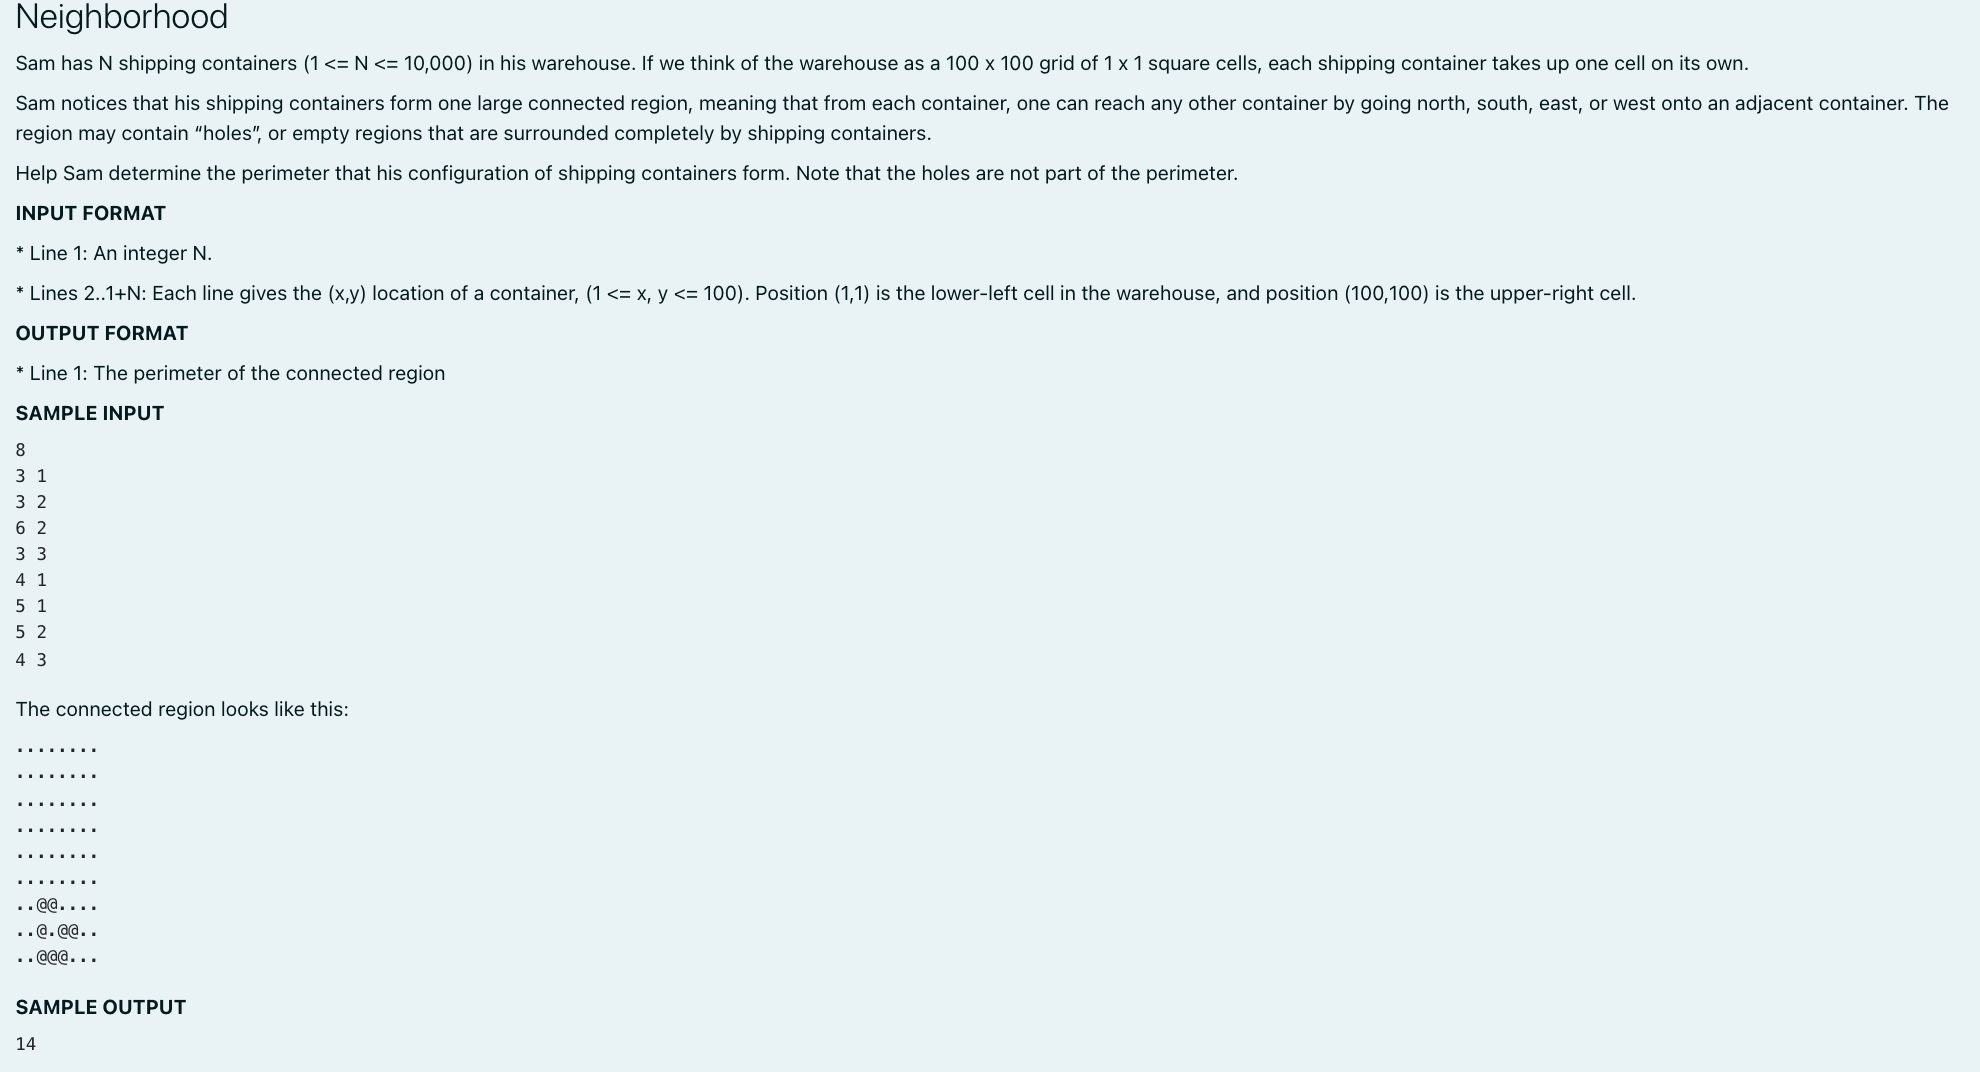 Neighborhood
Sam has N shipping containers (1 <= N <= 10,000) in his warehouse. If we think of the warehouse as a 100 x 100 grid of 1 x 1 square cells, each shipping container takes up one cell on its own.
Sam notices that his shipping containers form one large connected region, meaning that from each container, one can reach any other container by going north, south, east, or west onto an adjacent container. The
region may contain “holes”, or empty regions that are surrounded completely by shipping containers.
Help Sam determine the perimeter that his configuration of shipping containers form. Note that the holes are not part of the perimeter.
INPUT FORMAT
* Line 1: An integer N.
* Lines 2..1+N: Each line gives the (x,y) location of a container, (1 <= x, y <= 100). Position (1,1) is the lower-left cell in the warehouse, and position (100,100) is the upper-right cell.
OUTPUT FORMAT
* Line 1: The perimeter of the connected region
SAMPLE INPUT
8
3 1
3 2
6 2
3 3
4 1
5 1
5 2
4 3
The connected region looks like this:
........
........
........
........
........
........
..@@....
..@.@@..
..@@@...
SAMPLE OUTPUT
14